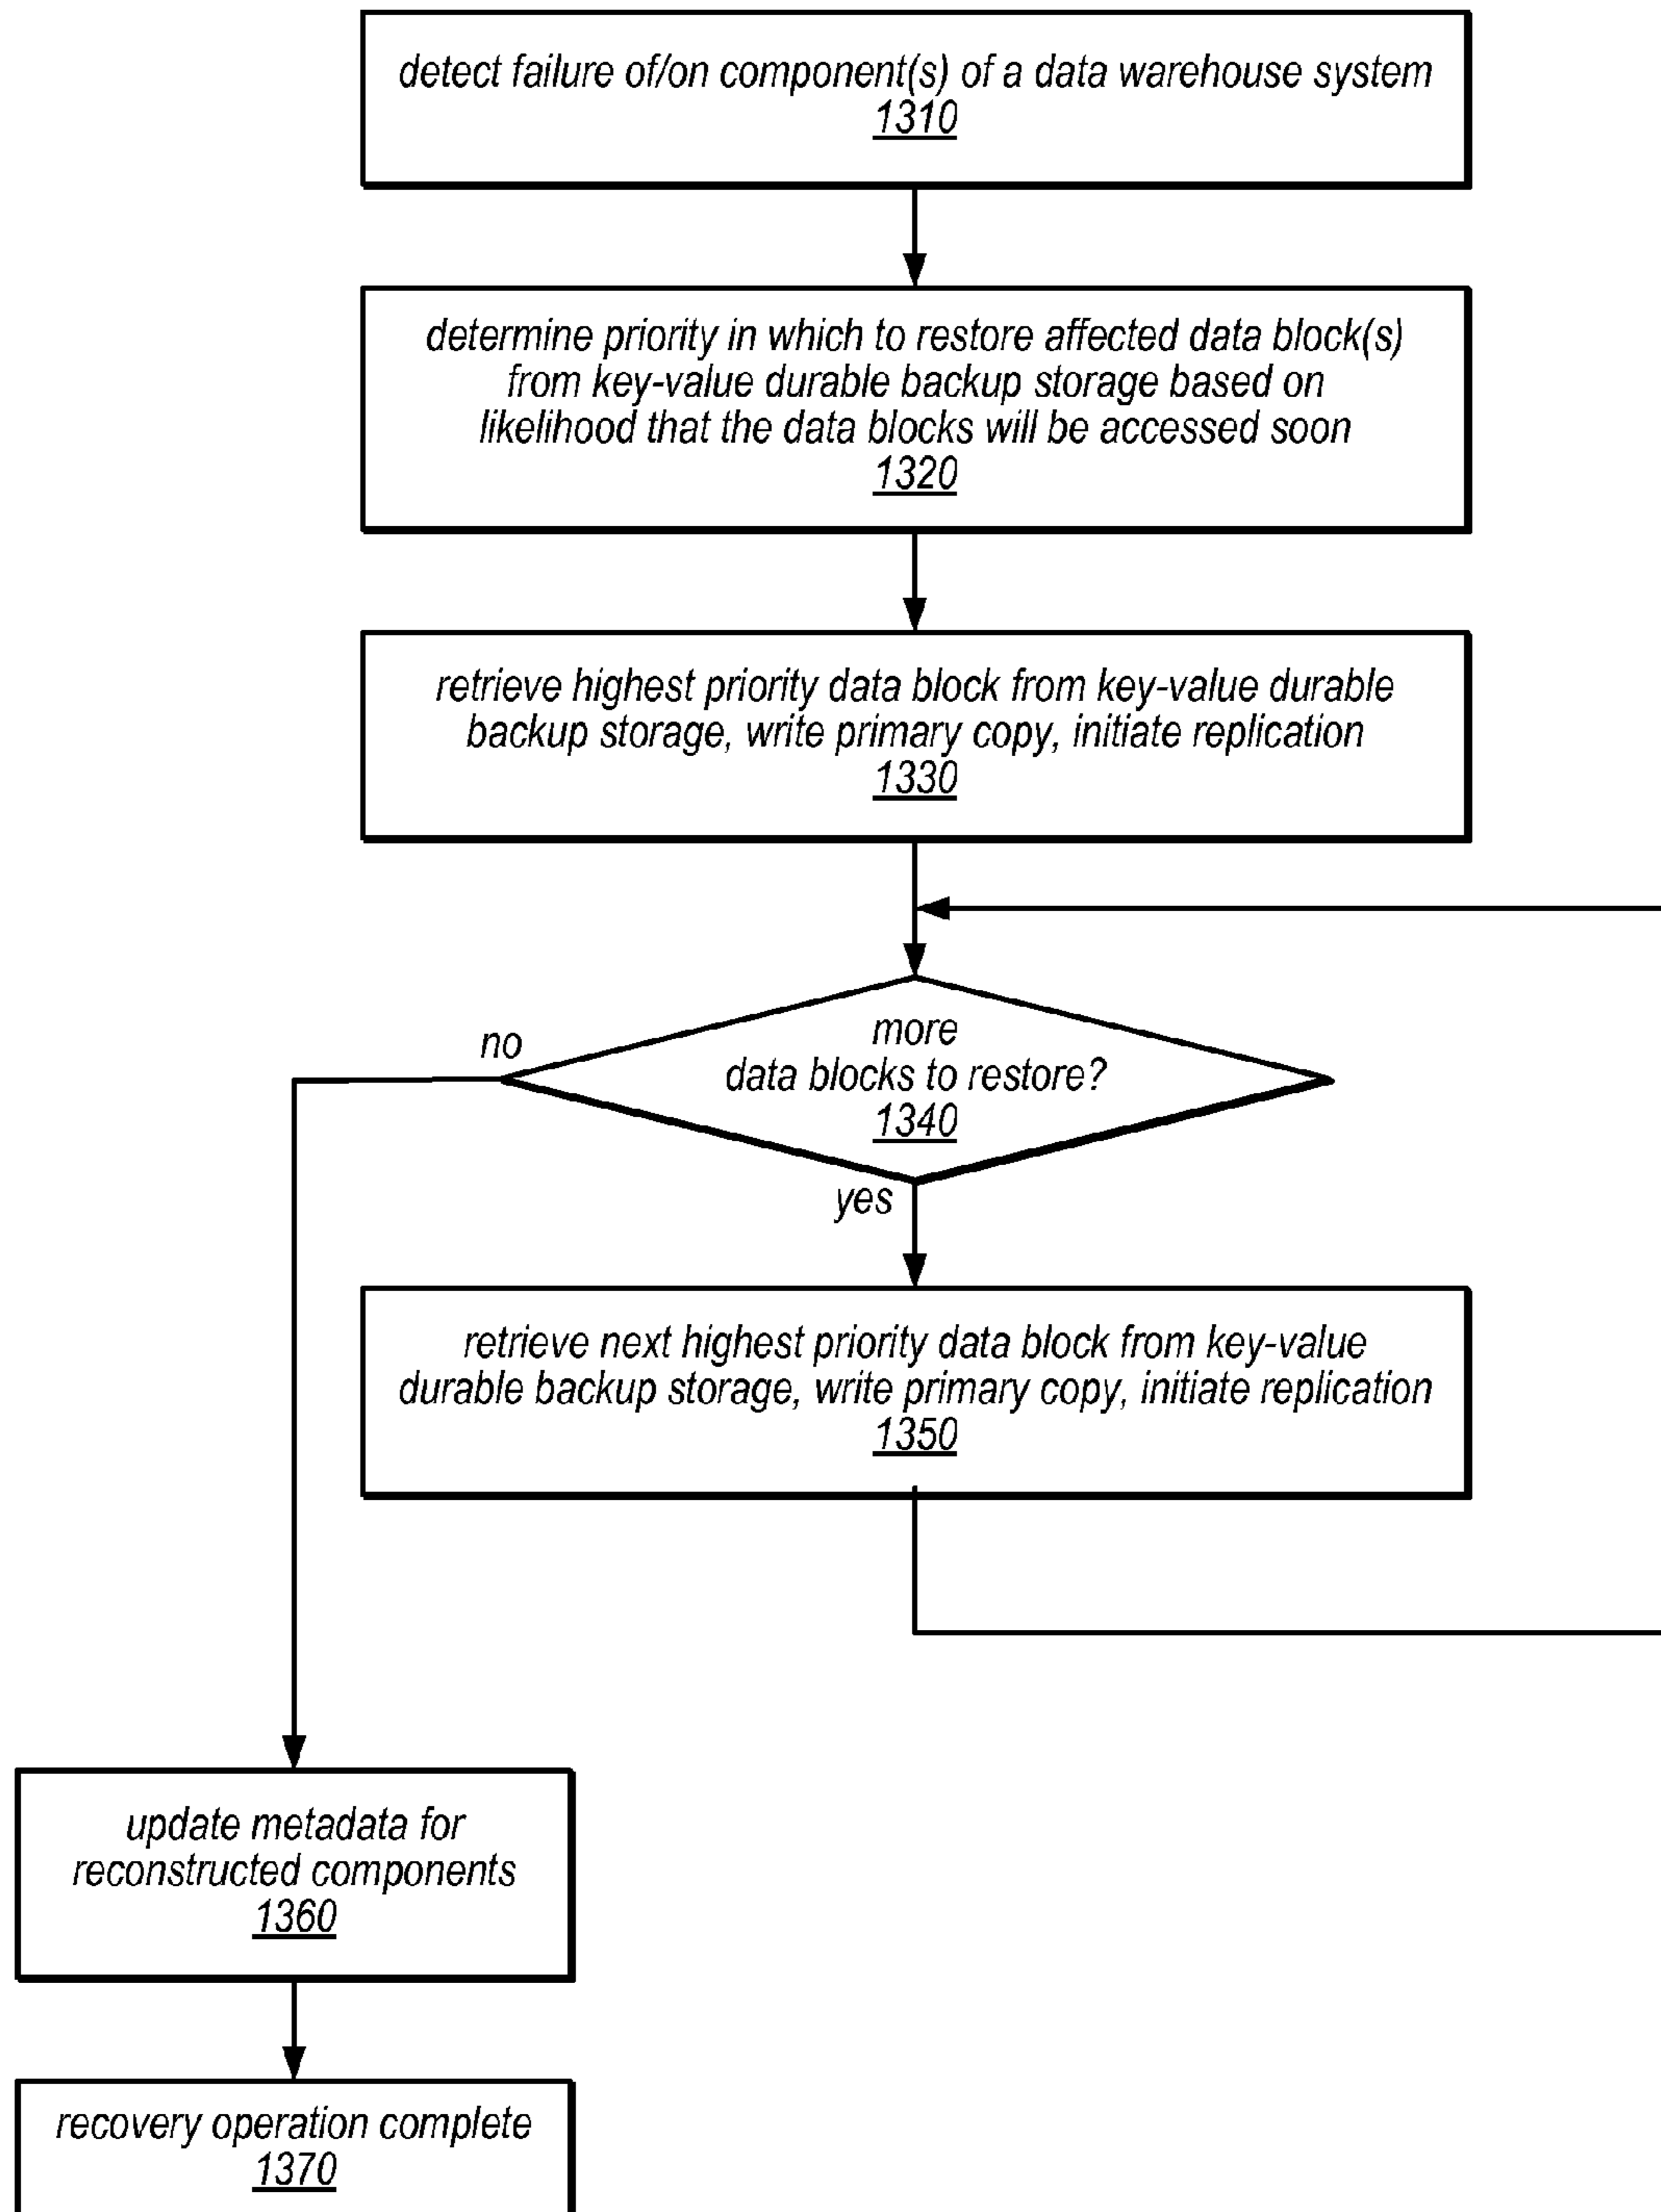 detect failure of/on component(s) of a data warehouse system
1310
determine priority in which to restore affected data block(s)
from key-value durable backup storage based on
likelihood that the data blocks will be accessed soon
1320
retrieve highest priority data block from key-value durable
backup storage, write primary copy, initiate replication
1330
more
data blocks to restore?
1340
no
yes
retrieve next highest priority data block from key-value
durable backup storage, write primary copy, initiate replication
1350
update metadata for
reconstructed components
1360
recovery operation complete
1370